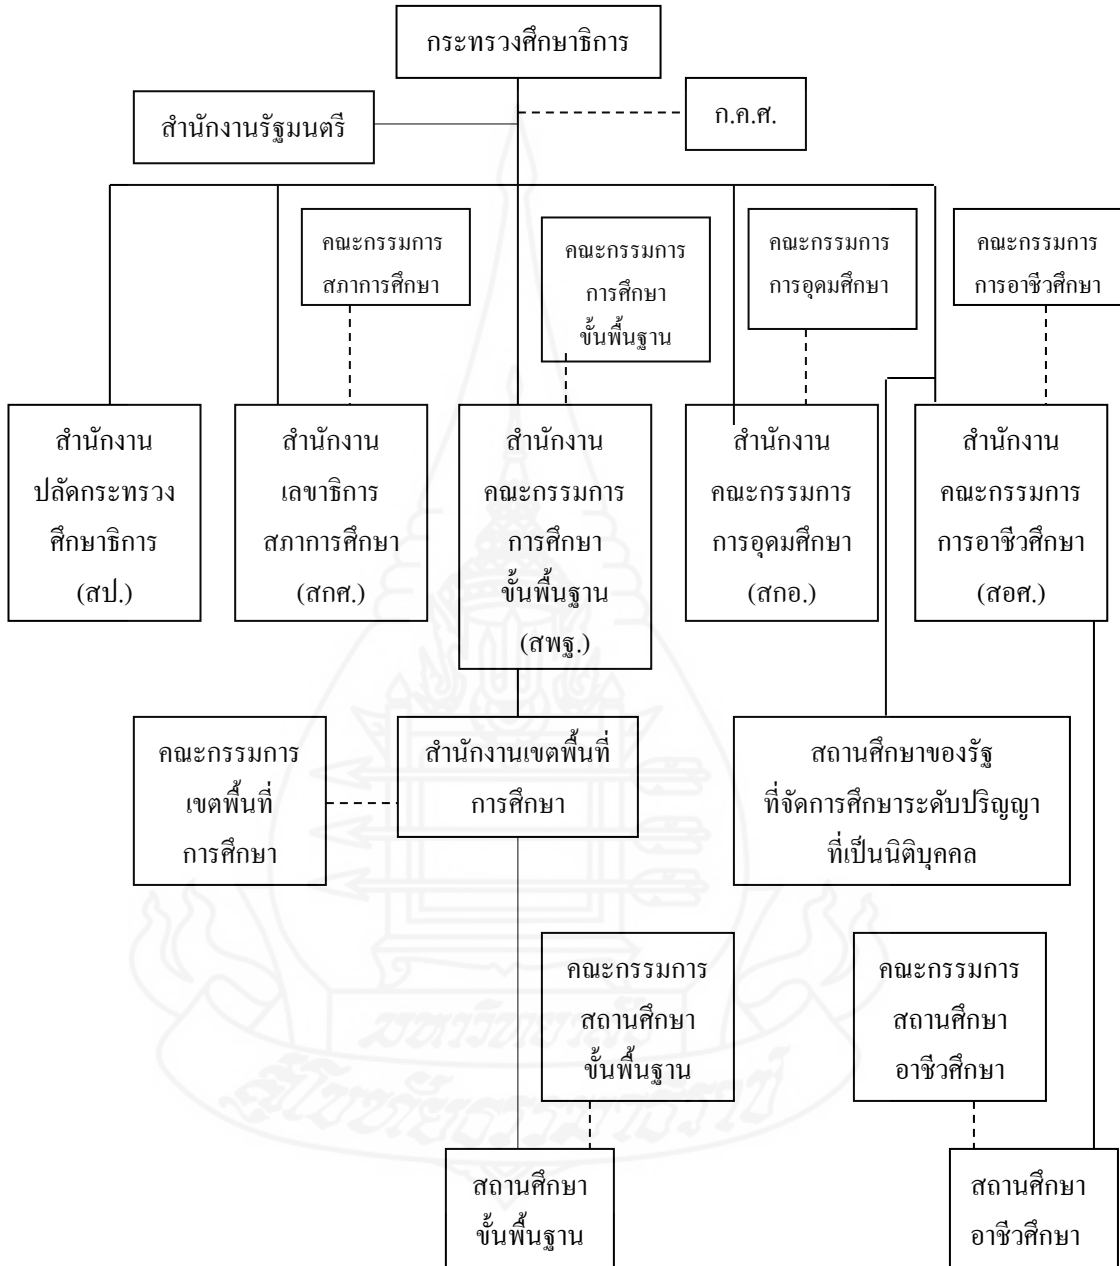 กระทรวงศึกษาธิการ
สำนักงานรัฐมนตรี
ก.ค.ศ.
คณะกรรมการ
สภาการศึกษา
คณะกรรมการ
การศึกษา
ขั้นพื้นฐาน
คณะกรรมการ
การอุดมศึกษา
คณะกรรมการ
การอาชีวศึกษา
สำนักงาน
ปลัดกระทรวง
ศึกษาธิการ
(สป.)
สำนักงาน
เลขาธิการ
สภาการศึกษา
(สกศ.)
สำนักงาน
คณะกรรมการ
การศึกษา
ขั้นพื้นฐาน
(สพฐ.)
สำนักงาน
คณะกรรมการ
การอุดมศึกษา
(สกอ.)
สำนักงาน
คณะกรรมการ
การอาชีวศึกษา
(สอศ.)
คณะกรรมการ
เขตพื้นที่
การศึกษา
สำนักงานเขตพื้นที่
การศึกษา
สถานศึกษาของรัฐ
ที่จัดการศึกษาระดับปริญญา
ที่เป็นนิติบุคคล
คณะกรรมการ
สถานศึกษา
ขั้นพื้นฐาน
คณะกรรมการ
สถานศึกษา
อาชีวศึกษา
สถานศึกษา
ขั้นพื้นฐาน
สถานศึกษา
อาชีวศึกษา